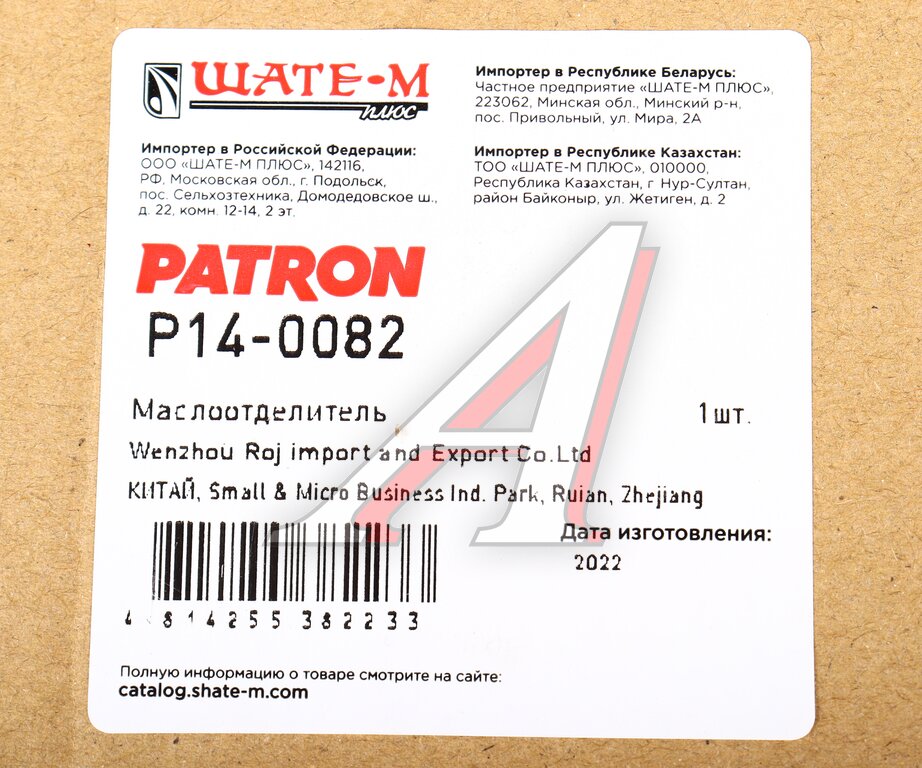 ШАТЕ-М
плюс
Импортер в Российской Федерации:
ООО «ШАТЕ-М ПЛЮС», 142116,
РФ, Московская обл., г. Подольск,
пос. Сельхозтехника, Домодедовское ш.,
д. 22, комн. 12-14, 2 эт.
Импортер в Республике Беларусь:
Частное предприятие «ШАТЕ-М ПЛЮС»,
223062, Минская обл., Минский р-н,
пос. Привольный, ул. Мира, 2А
Импортер в Республике Казахстан:
ТОО «ШАТЕ-М ПЛЮС», 010000,
Республика Казахстан, г Нур-Султан,
район Байконыр, ул. Жетиген, д. 2
PATRON
P14-0082
Маслоотделитель 1 шт.
Wenzhou Roj import and Export Co.Ltd
КИТАЙ, Small & Micro Business Ind. Park, Ruian, Zhejiang
Дата изготовления:
2022
4 814255 382233
Полную информацию о товаре смотрите на сайте:
catalog.shate-m.com